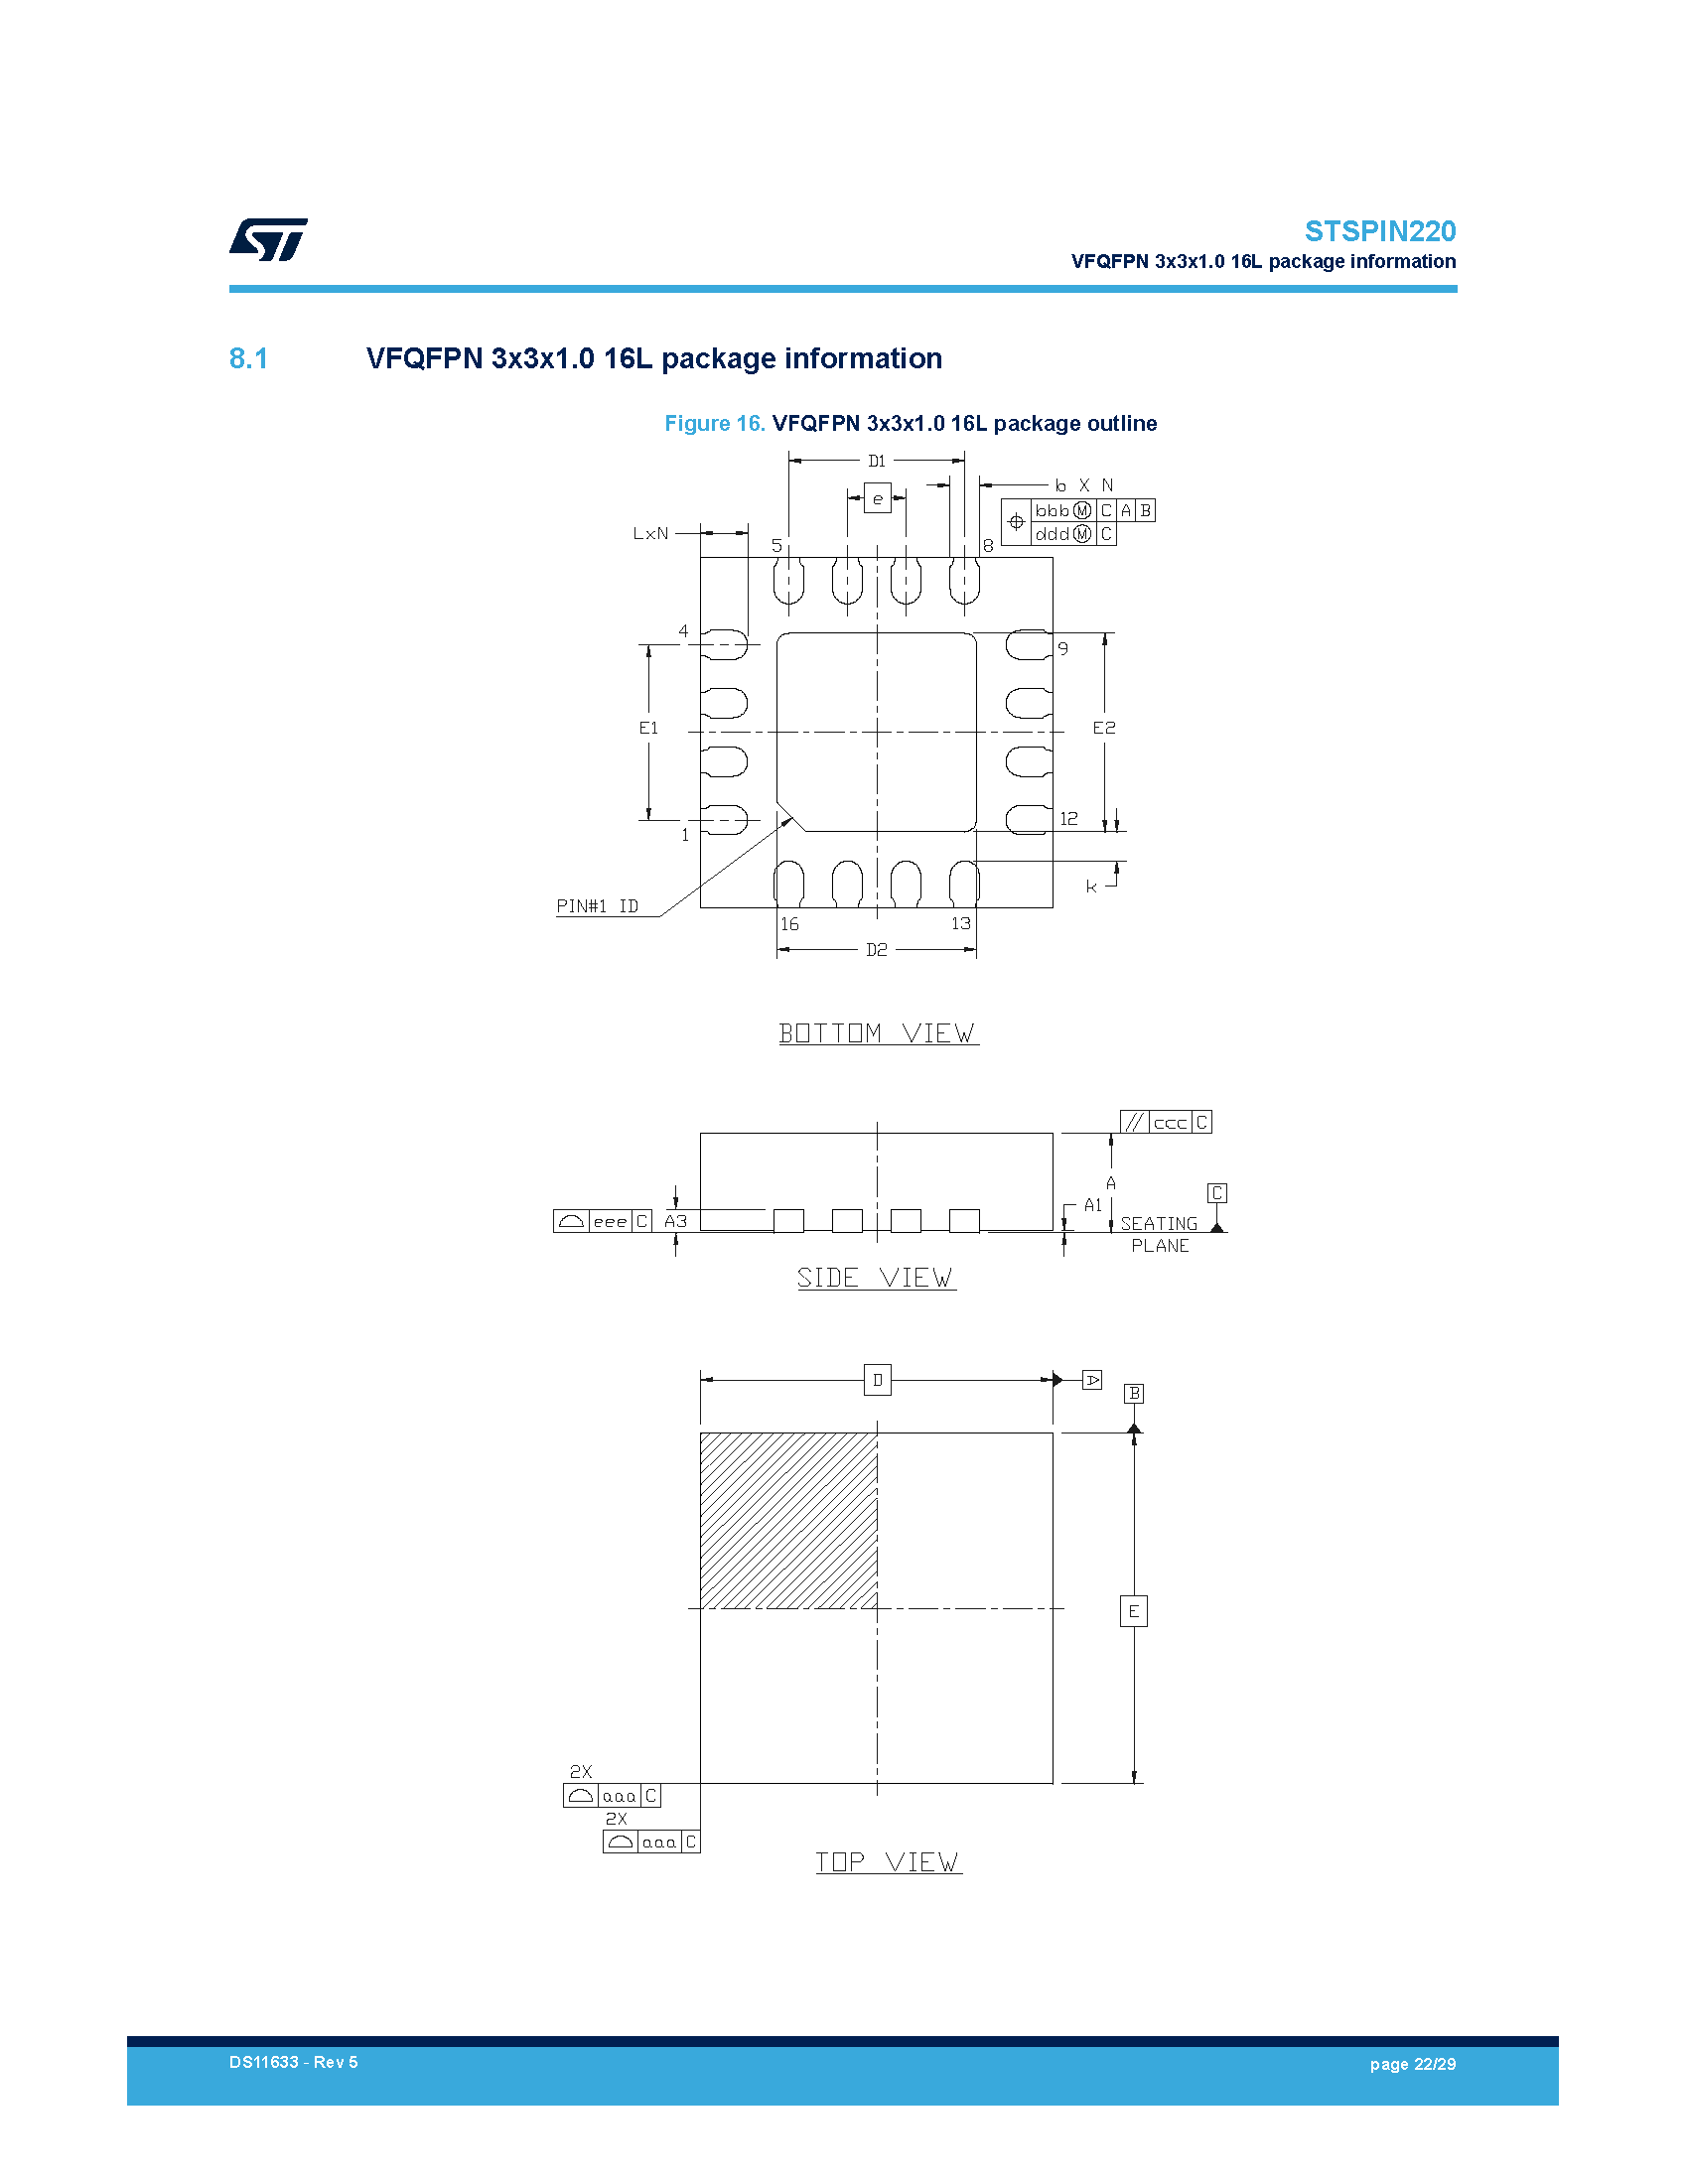 STSPIN220
VFQFPN 3x3x1.0 16L package information
8.1 VFQFPN 3x3x1.0 16L package information
Figure 16. VFQFPN 3x3x1.0 16L package outline
D1
e
b X N
bbb Ⓜ C A B
ddd Ⓜ C
LxN
5
8
4
9
E1
E2
1
12
k
PIN#1 ID
16
13
D2
BOTTOM VIEW
// ccc C
A
A1
C
eee C
A3
SEATING
PLANE
SIDE VIEW
D
A
B
E
2X
aaa C
2X
aaa C
TOP VIEW
DS11633 - Rev 5
page 22/29